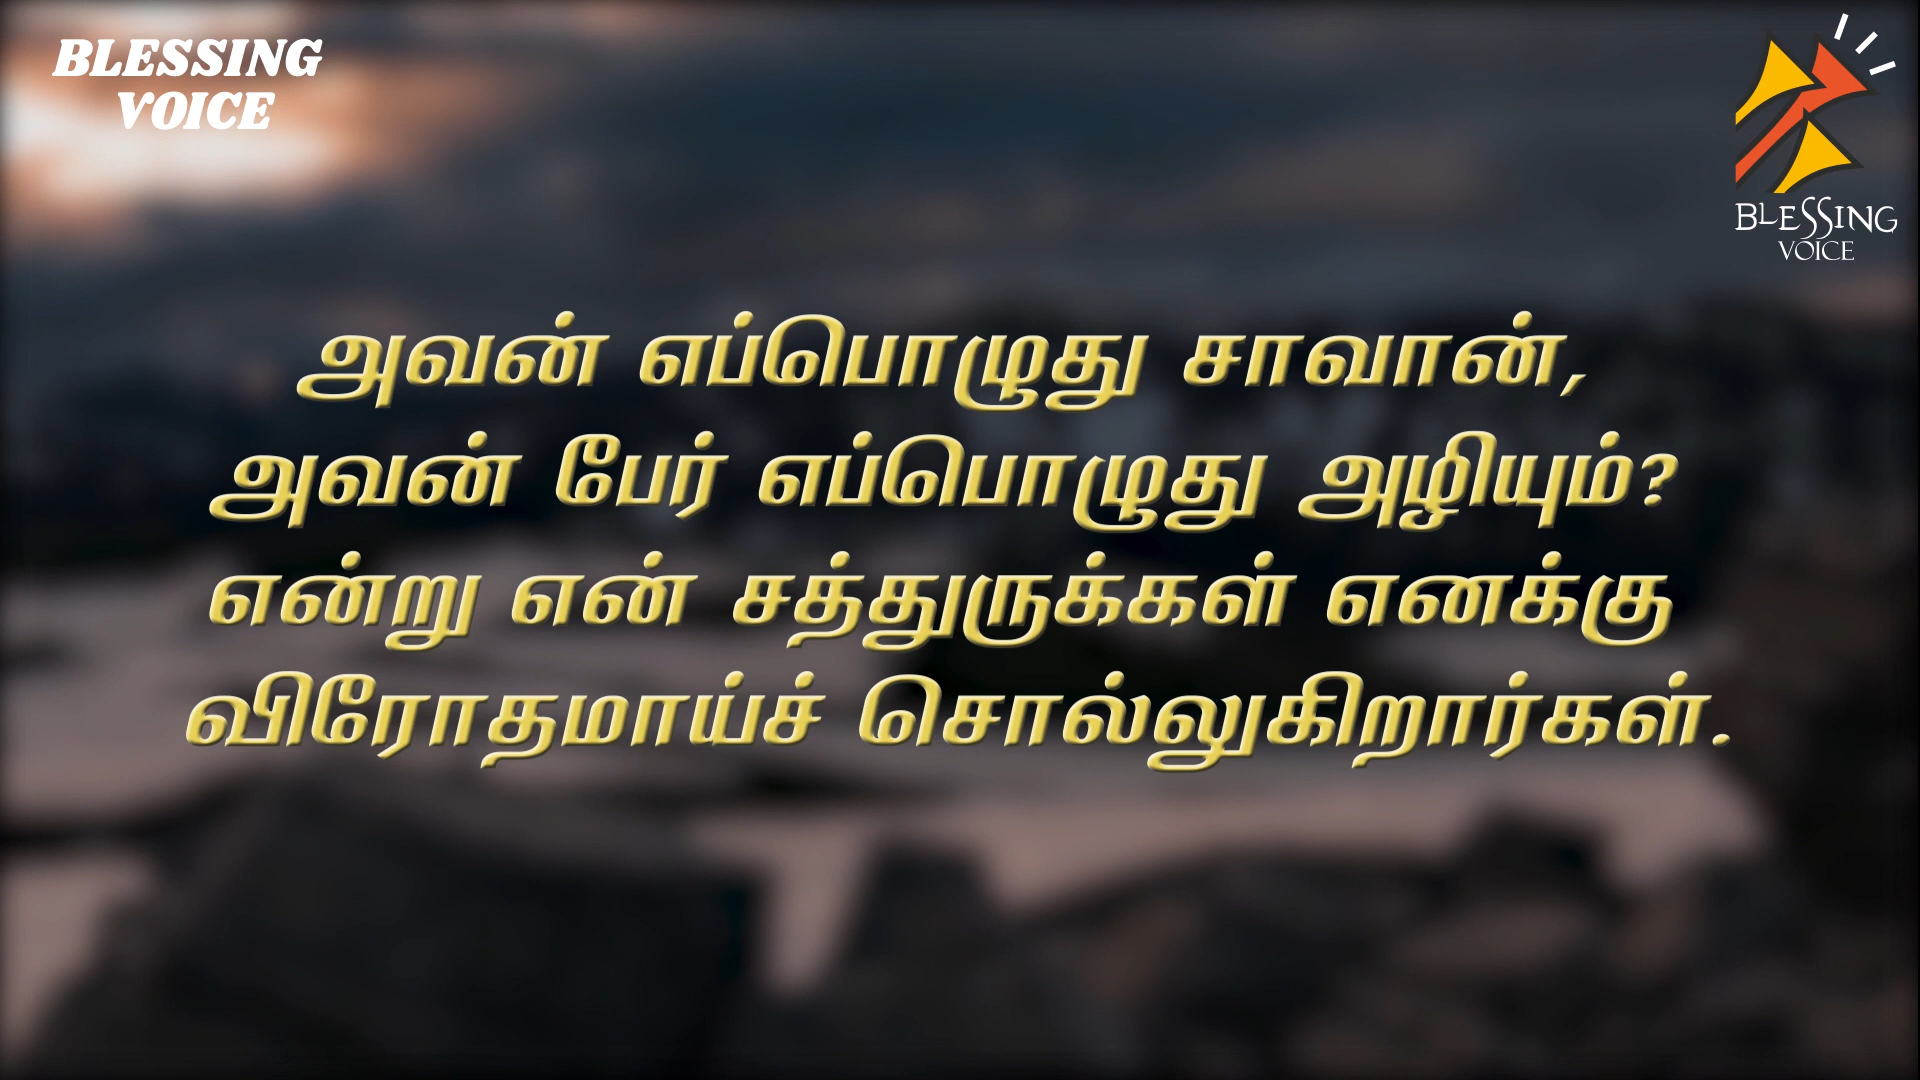 BLESSING
VOICE
BLESSING
VOICE
அவன் எப்பொழுது சாவான்,
அவன் பேர் எப்பொழுது அழியும்?
என்று என் சத்துருக்கள் எனக்கு
விரோதமாய்ச் சொல்லுகிறார்கள்.